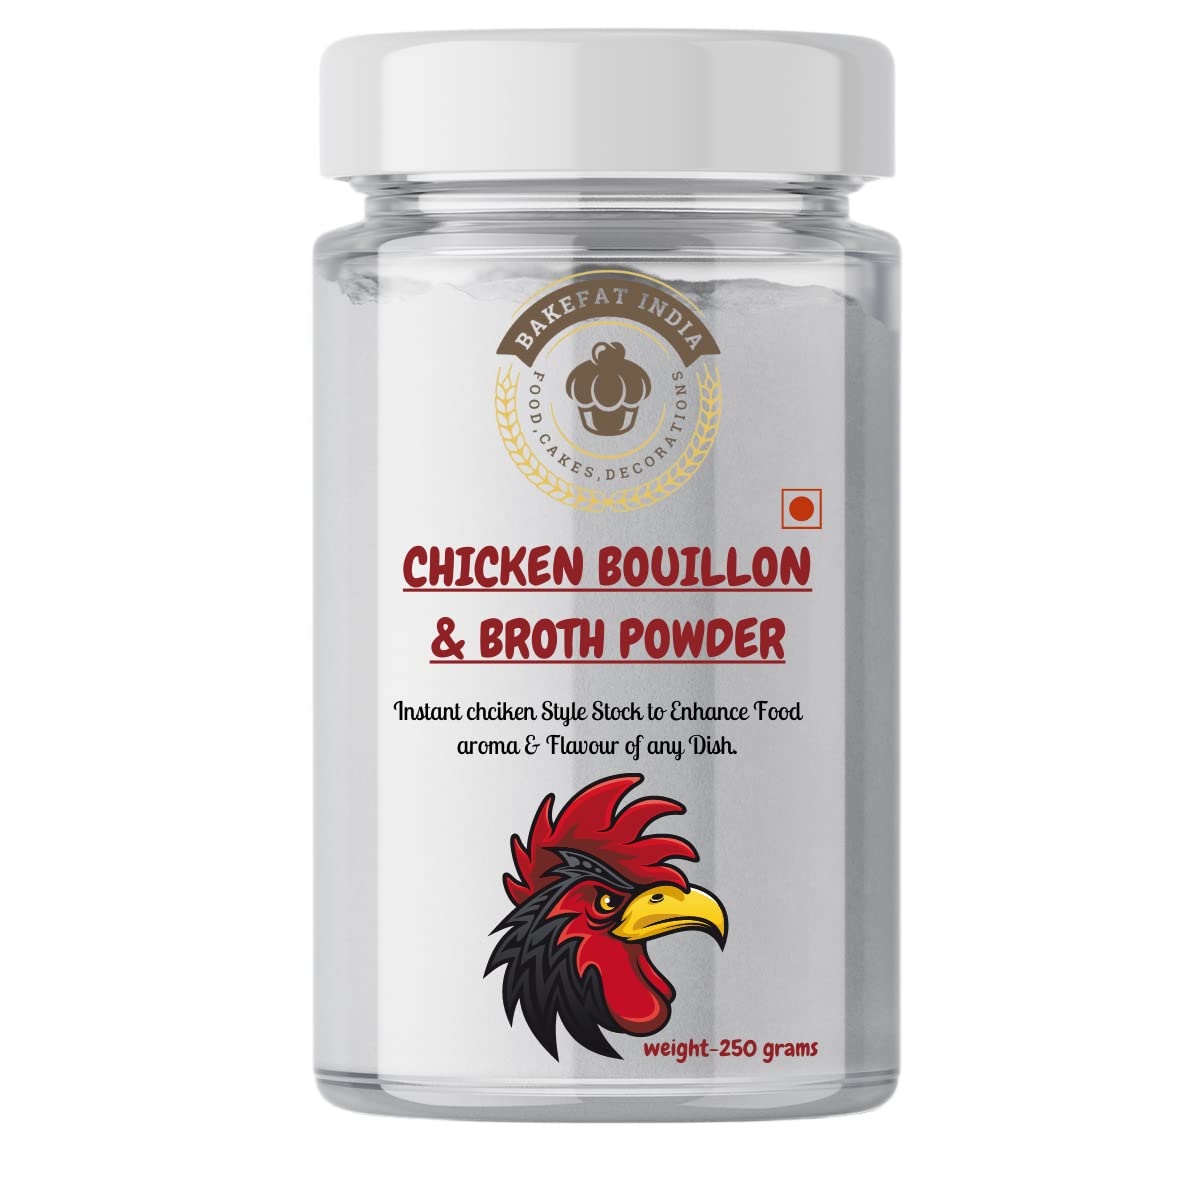 BAKEFAT INDIA
FOOD,CAKES,DECORATIONS
CHICKEN BOUILLON
& BROTH POWDER
Instant chciken Style Stock to Enhance Food
aroma & Flavour of any Dish.
weight-250 grams